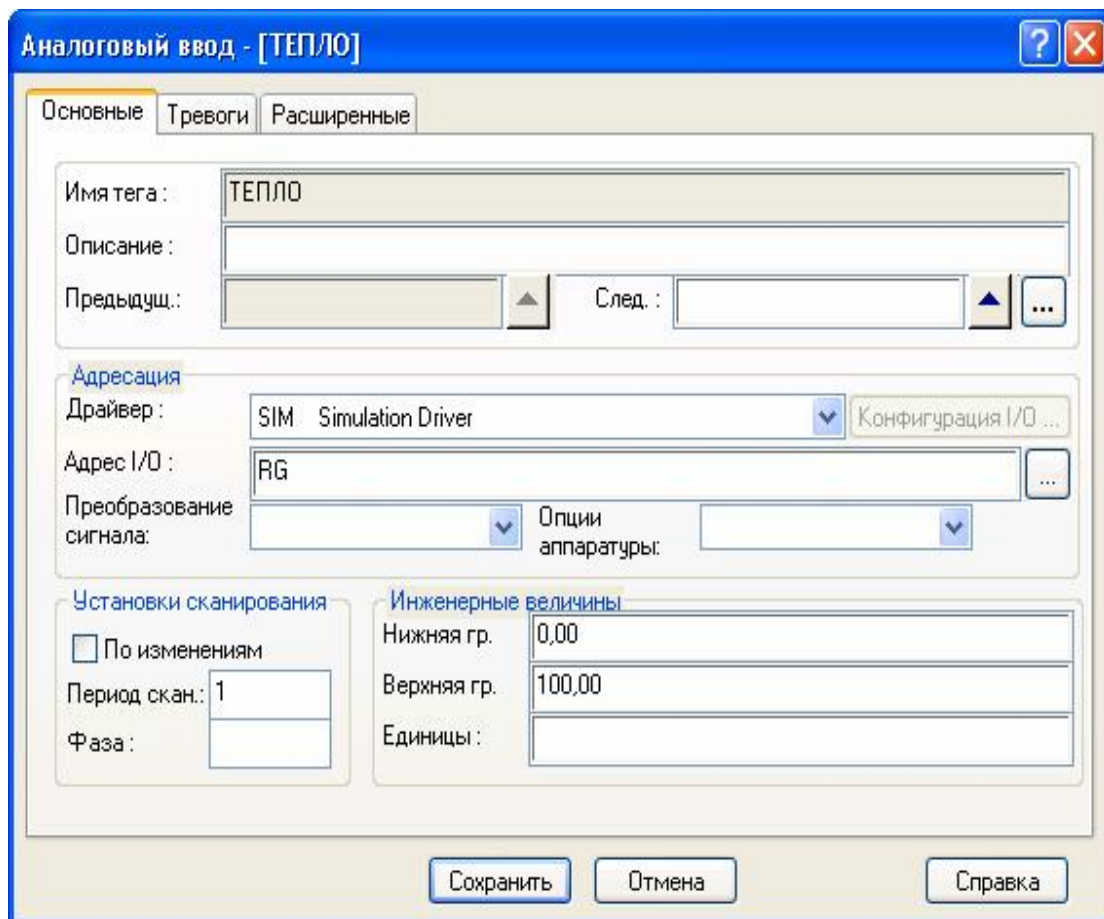 Аналоговый ввод - [ТЕПЛО]
?
Основные Тревоги Расширенные
Имя тега : ТЕПЛО
Описание :
Предыдущ.: След. : ...
Адресация
Драйвер : SIM Simulation Driver Конфигурация I/O ...
Адрес I/O : RG ...
Преобразование сигнала: Опции аппаратуры:
Установки сканирования
По изменениям
Период скан.: 1
Фаза :
Инженерные величины
Нижняя гр. 0,00
Верхняя гр. 100,00
Единицы :
Сохранить Отмена Справка